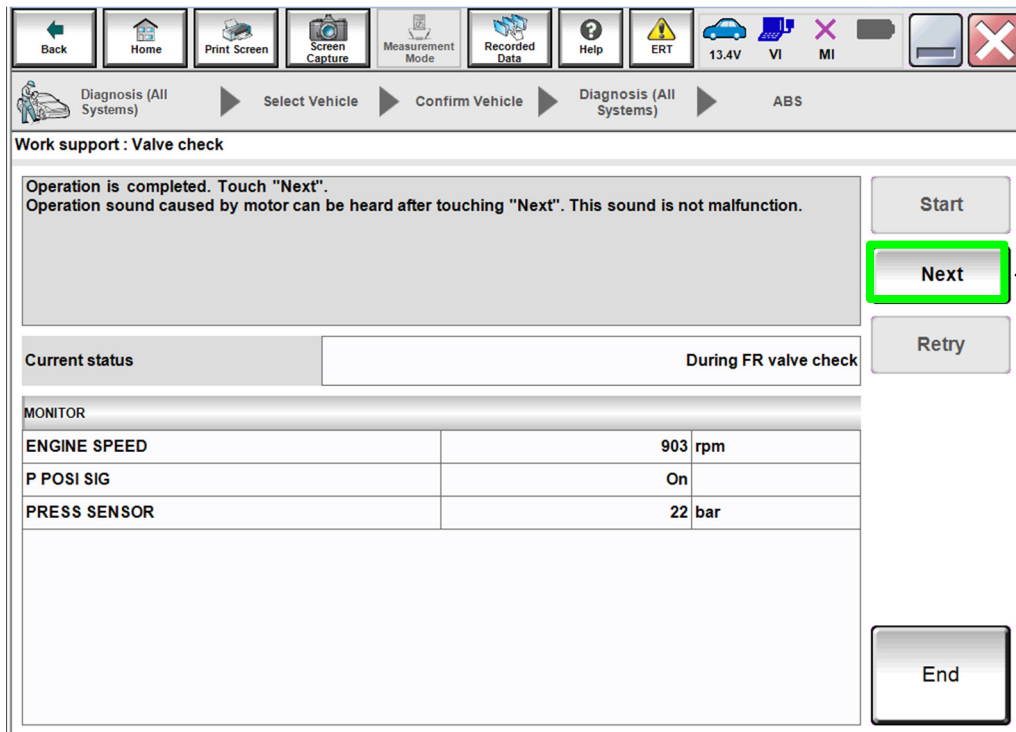 Back
Home
Print Screen
Screen
Capture
Measurement
Mode
Recorded
Data
Help
ERT
13.4V
VI
MI
Diagnosis (All
Systems)
Select Vehicle
Confirm Vehicle
Diagnosis (All
Systems)
ABS
Work support : Valve check
Operation is completed. Touch "Next".
Operation sound caused by motor can be heard after touching "Next". This sound is not malfunction.
Start
Next
Retry
Current status
During FR valve check
MONITOR
ENGINE SPEED 903 rpm
P POSI SIG On
PRESS SENSOR 22 bar
End